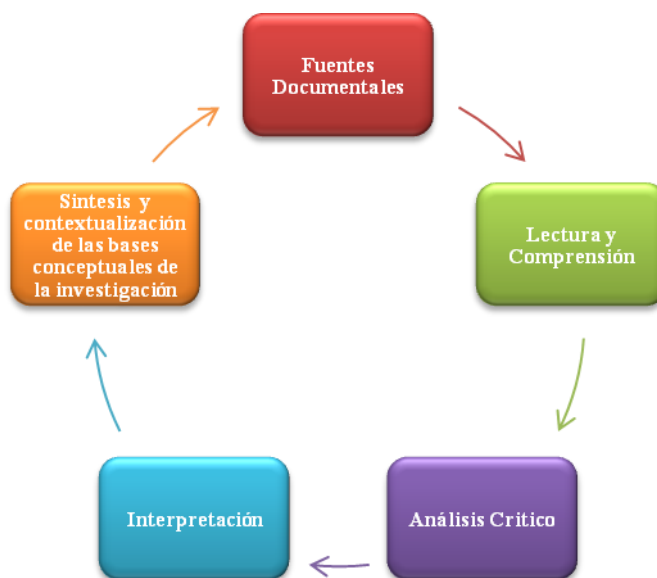 Fuentes
Documentales
Lectura y
Comprensión
Análisis Critico
Interpretación
Sintesis y
contextualización
de las bases
conceptuales de
la investigación